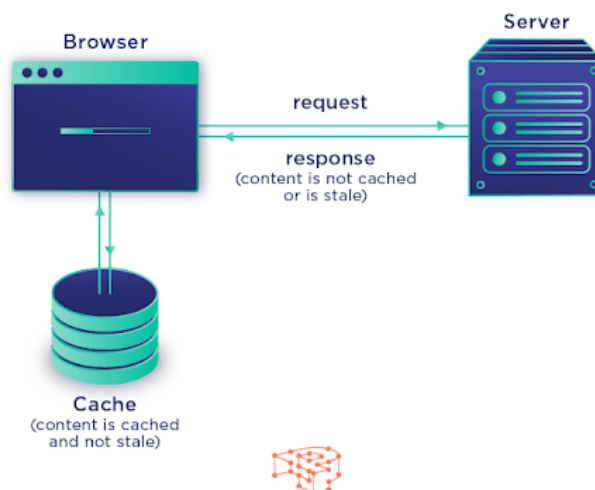 Browser
Server
request
response
(content is not cached
or is stale)
Cache
(content is cached
and not stale)